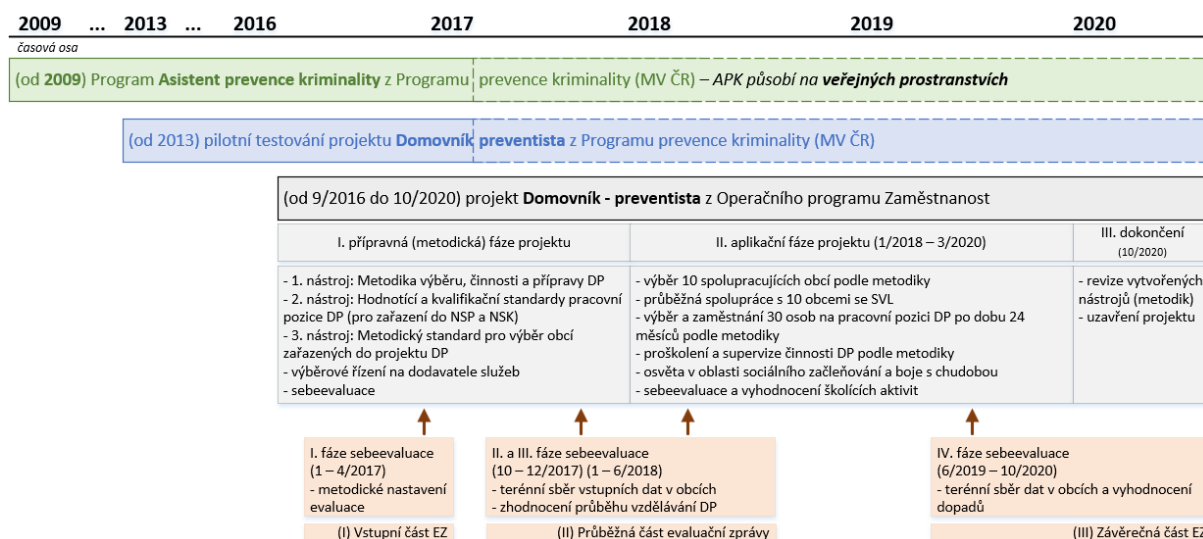 2009 ... 2013 ... 2016 2017 2018 2019 2020
časová osa
(od 2009) Program Asistent prevence kriminality z Programu prevence kriminality (MV ČR) – APK působí na veřejných prostranstvích
(od 2013) pilotní testování projektu Domovník preventista z Programu prevence kriminality (MV ČR)
(od 9/2016 do 10/2020) projekt Domovník - preventista z Operačního programu Zaměstnanost
I. přípravná (metodická) fáze projektu
- 1. nástroj: Metodika výběru, činnosti a přípravy DP
- 2. nástroj: Hodnotící a kvalifikační standardy pracovní
pozice DP (pro zařazení do NSP a NSK)
- 3. nástroj: Metodický standard pro výběr obcí
zařazených do projektu DP
- výběrové řízení na dodavatele služeb
- sebeevaluace
II. aplikační fáze projektu (1/2018 – 3/2020)
- výběr 10 spolupracujících obcí podle metodiky
- průběžná spolupráce s 10 obcemi se SVL
- výběr a zaměstnání 30 osob na pracovní pozici DP po dobu 24
měsíců podle metodiky
- proškolení a supervize činnosti DP podle metodiky
- osvěta v oblasti sociálního začleňování a boje s chudobou
- sebeevaluace a vyhodnocení školících aktivit
III. dokončení
(10/2020)
- revize vytvořených
nástrojů (metodik)
- uzavření projektu
I. fáze sebeevaluace
(1 – 4/2017)
- metodické nastavení
evaluace
II. a III. fáze sebeevaluace
(10 – 12/2017) (1 – 6/2018)
- terénní sběr vstupních dat v obcích
- zhodnocení průběhu vzdělávání DP
IV. fáze sebeevaluace
(6/2019 – 10/2020)
- terénní sběr dat v obcích a vyhodnocení
dopadů
(I) Vstupní část EZ
(II) Průběžná část evaluační zprávy
(III) Závěrečná část EZ